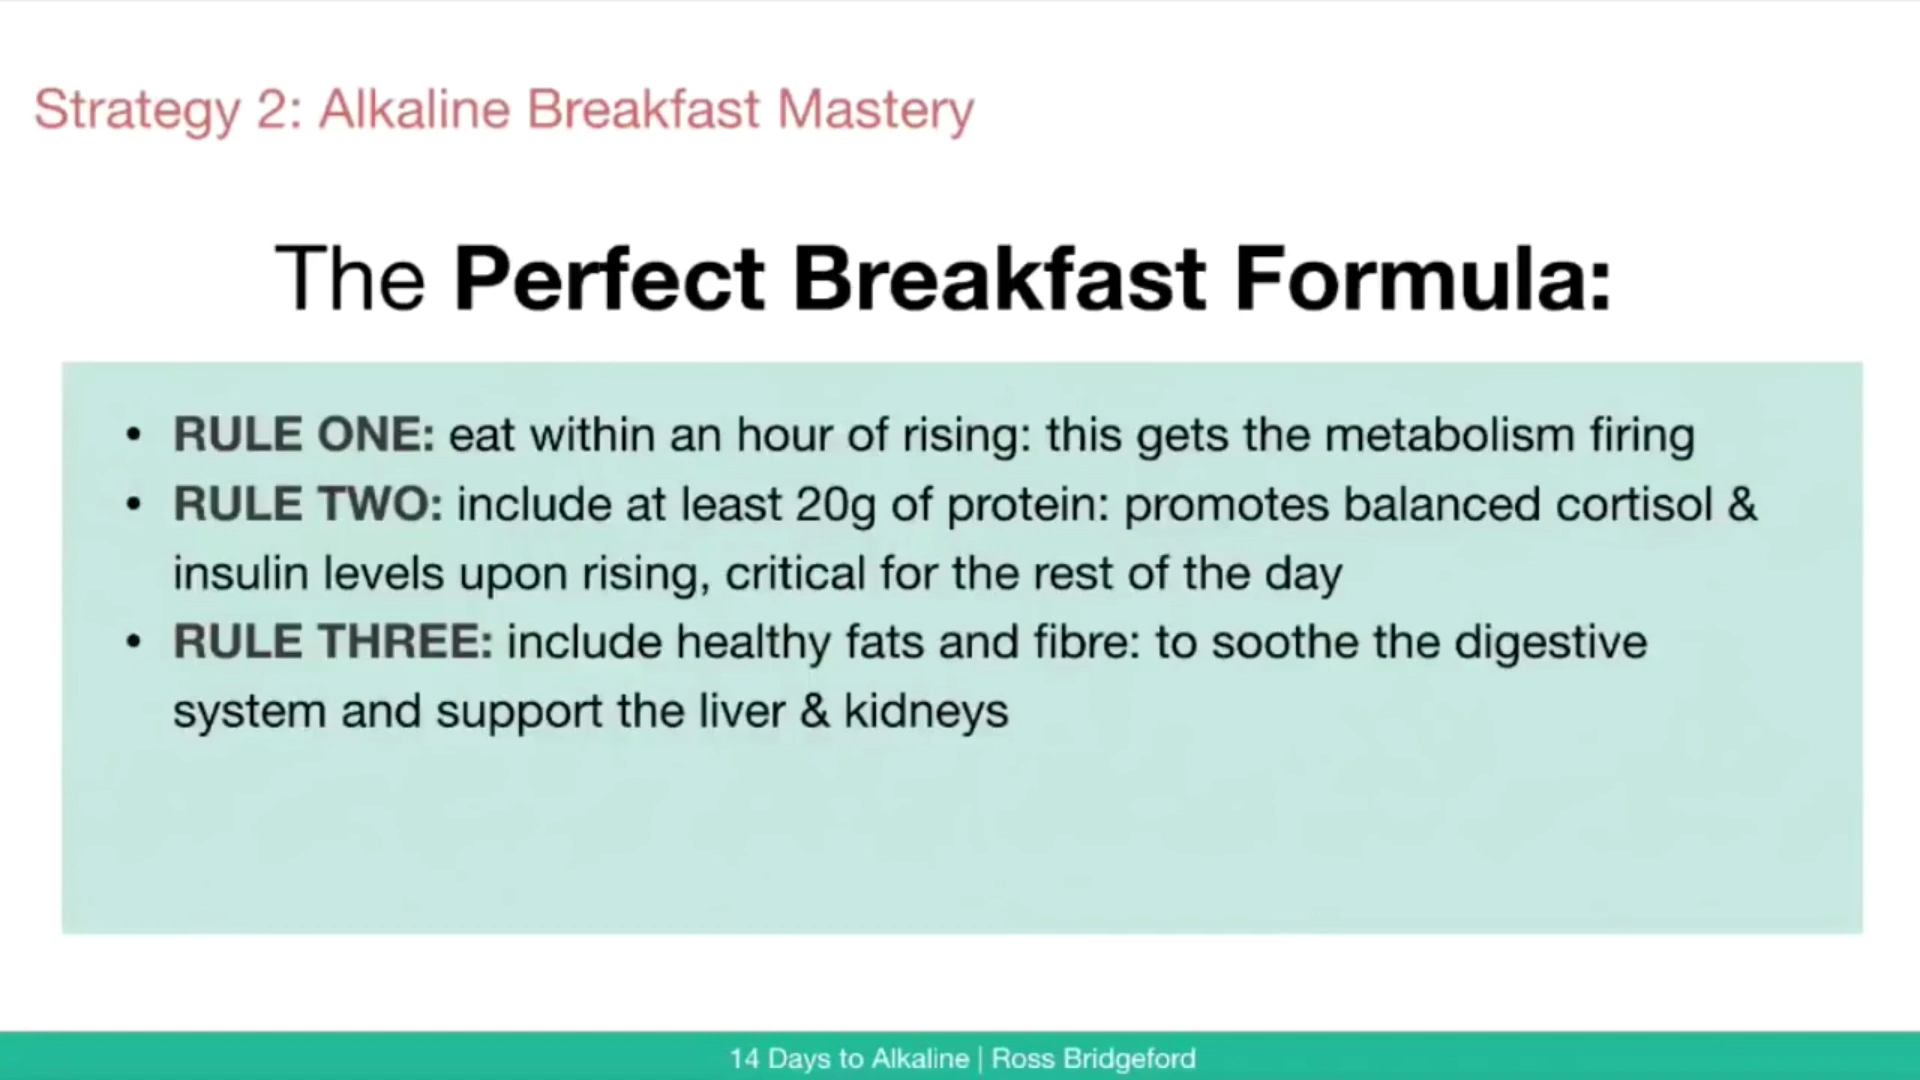 Strategy 2: Alkaline Breakfast Mastery
The Perfect Breakfast Formula:
• RULE ONE: eat within an hour of rising: this gets the metabolism firing
• RULE TWO: include at least 20g of protein: promotes balanced cortisol &
insulin levels upon rising, critical for the rest of the day
• RULE THREE: include healthy fats and fibre: to soothe the digestive
system and support the liver & kidneys
14 Days to Alkaline | Ross Bridgeford